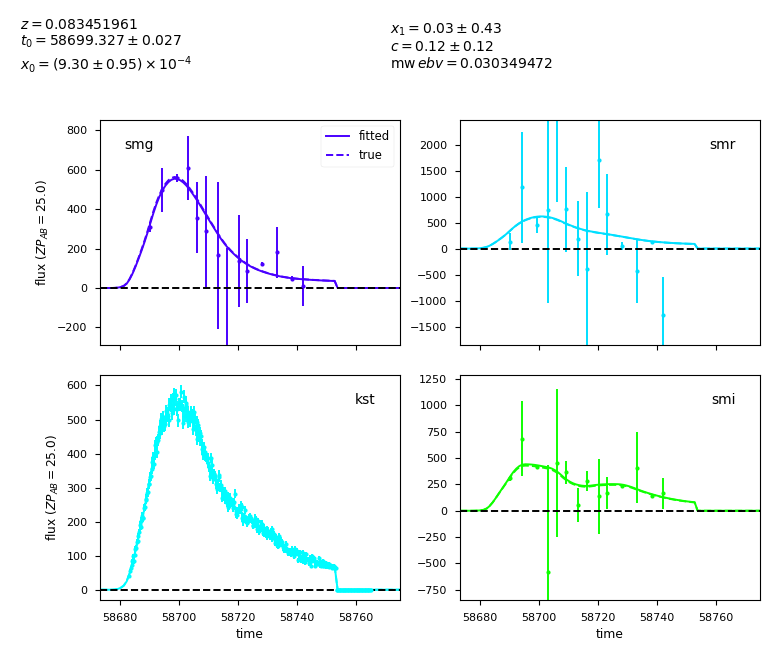 z = 0.083451961
t₀ = 58699.327 ± 0.027
x₀ = (9.30 ± 0.95) × 10⁻⁴
x₁ = 0.03 ± 0.43
c = 0.12 ± 0.12
mw ebv = 0.030349472
smg
fitted
true
800
600
400
200
0
−200
flux (ZP_AB = 25.0)
smr
2000
1500
1000
500
0
−500
−1000
−1500
kst
600
500
400
300
200
100
0
flux (ZP_AB = 25.0)
58680 58700 58720 58740 58760
time
smi
1250
1000
750
500
250
0
−250
−500
−750
58680 58700 58720 58740 58760
time